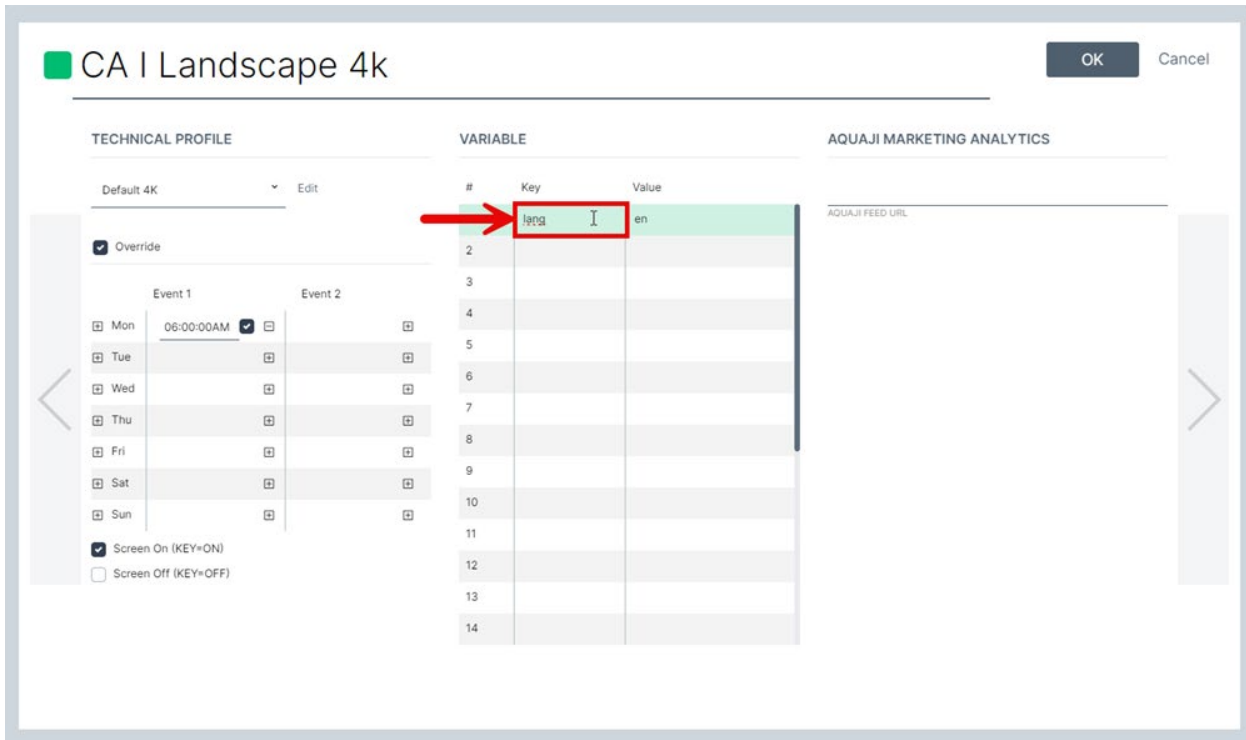 CA I Landscape 4k
OK
Cancel
TECHNICAL PROFILE
Default 4K
Edit
Override
Event 1 Event 2
Mon 06:00:00AM
Tue
Wed
Thu
Fri
Sat
Sun
Screen On (KEY=ON)
Screen Off (KEY=OFF)
VARIABLE
# Key Value
lang en
2
3
4
5
6
7
8
9
10
11
12
13
14
AQUAJI MARKETING ANALYTICS
AQUAJI FEED URL